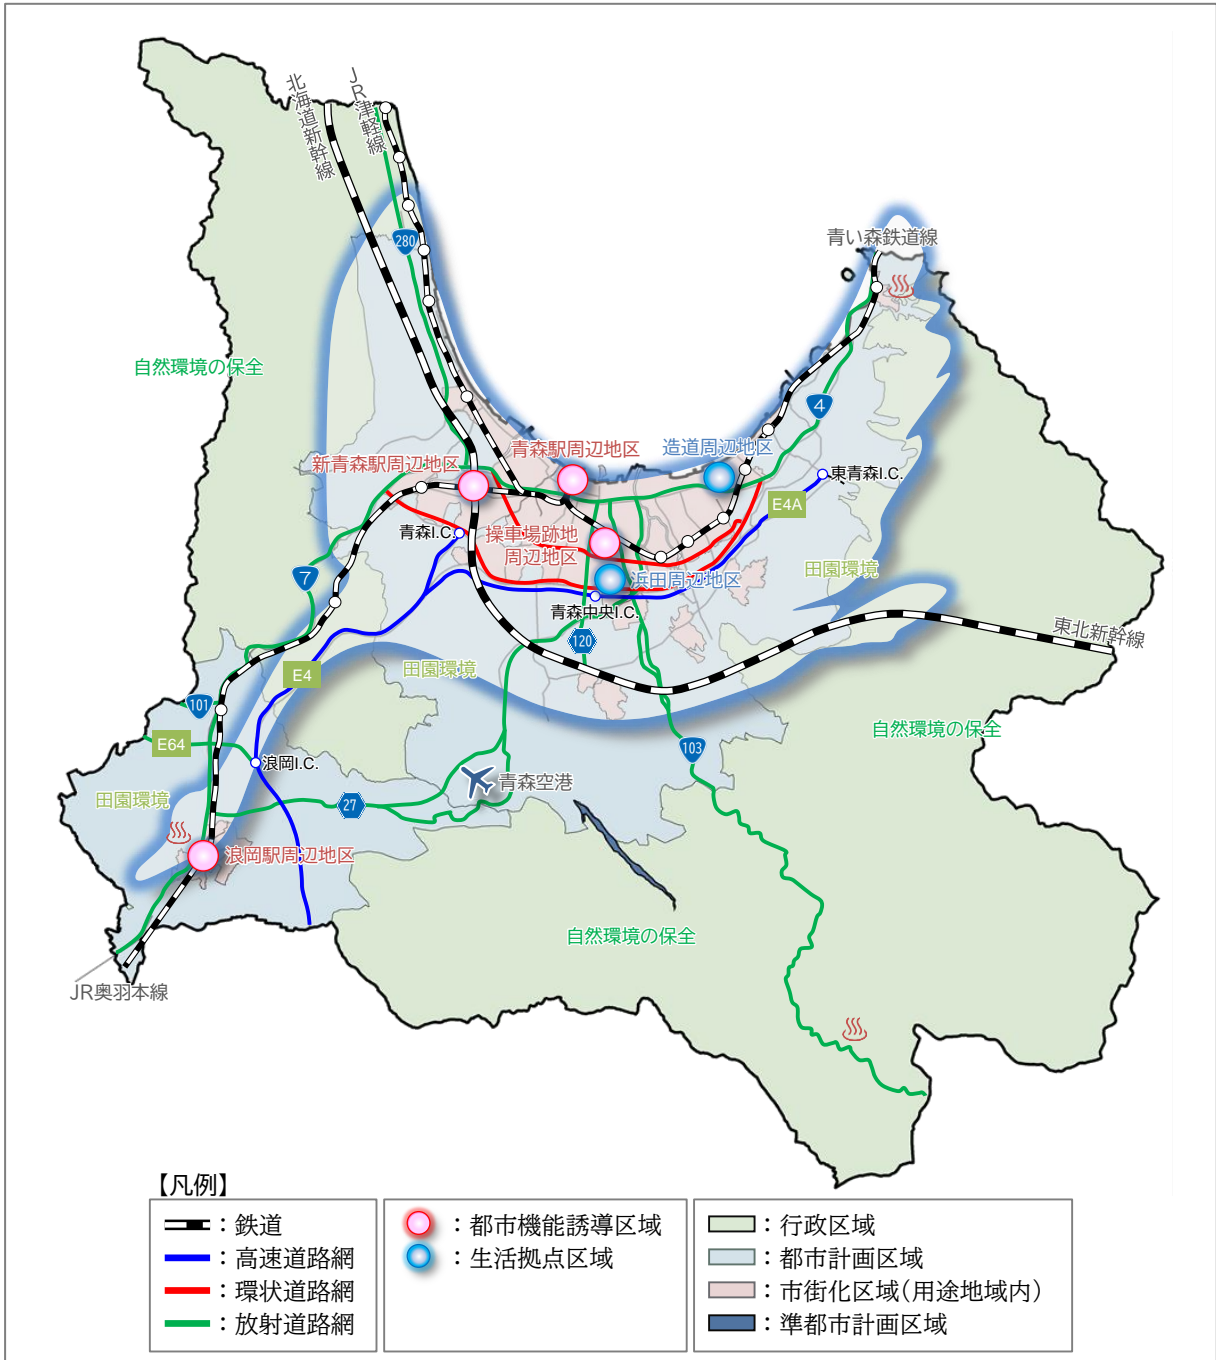 北海道新幹線
JR津軽線
280
青い森鉄道線
自然環境の保全
4
青森駅周辺地区
造道周辺地区
新青森駅周辺地区
東青森I.C.
E4A
青森I.C.
操車場跡地
周辺地区
7
浜田周辺地区
田園環境
青森中央I.C.
東北新幹線
120
田園環境
E4
101
自然環境の保全
E64
103
浪岡I.C.
青森空港
田園環境
27
浪岡駅周辺地区
自然環境の保全
JR奥羽本線
【凡例】
：鉄道
：高速道路網
：環状道路網
：放射道路網
：都市機能誘導区域
：生活拠点区域
：行政区域
：都市計画区域
：市街化区域（用途地域内）
：準都市計画区域